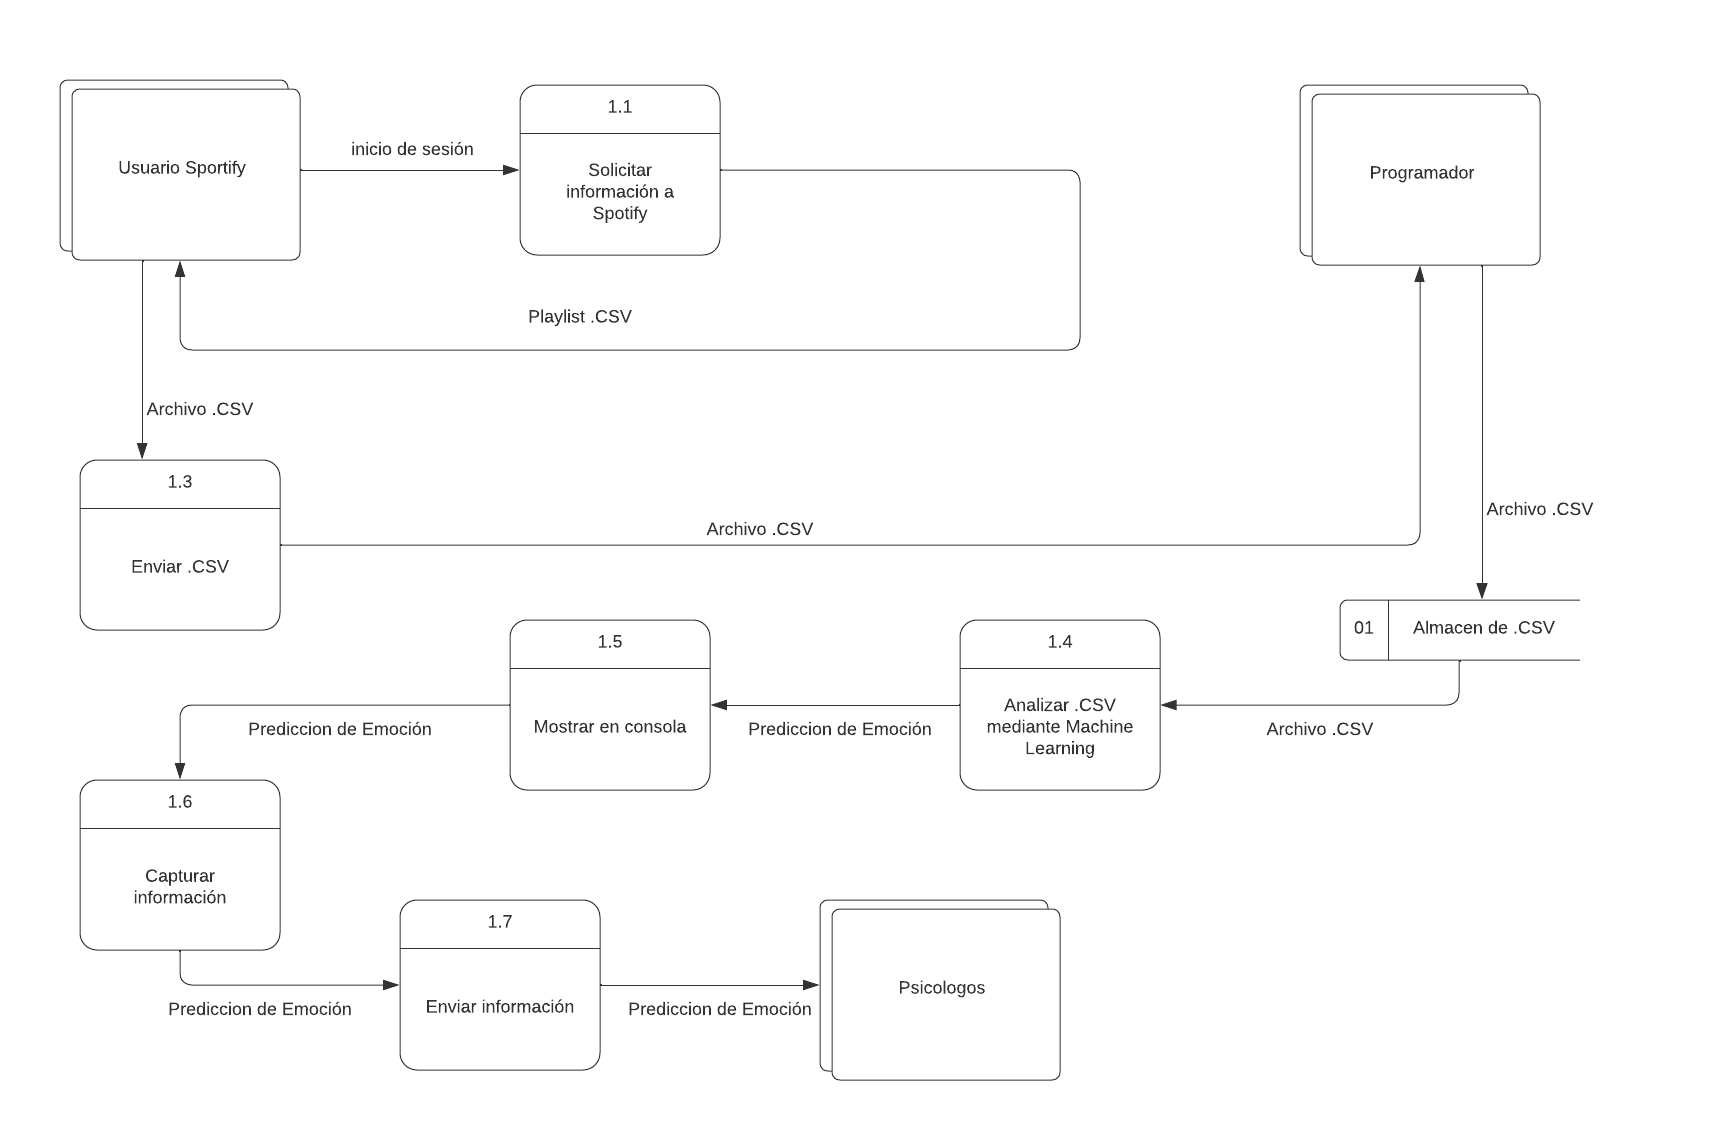 1.1
Usuario Sportify
inicio de sesión
Solicitar
información a
Spotify
Programador
Playlist .CSV
Archivo .CSV
1.3
Enviar .CSV
Archivo .CSV
Archivo .CSV
01
Almacen de .CSV
1.5
Mostrar en consola
1.4
Analizar .CSV
mediante Machine
Learning
Prediccion de Emoción
Prediccion de Emoción
Archivo .CSV
1.6
Capturar
información
1.7
Enviar información
Psicologos
Prediccion de Emoción
Prediccion de Emoción